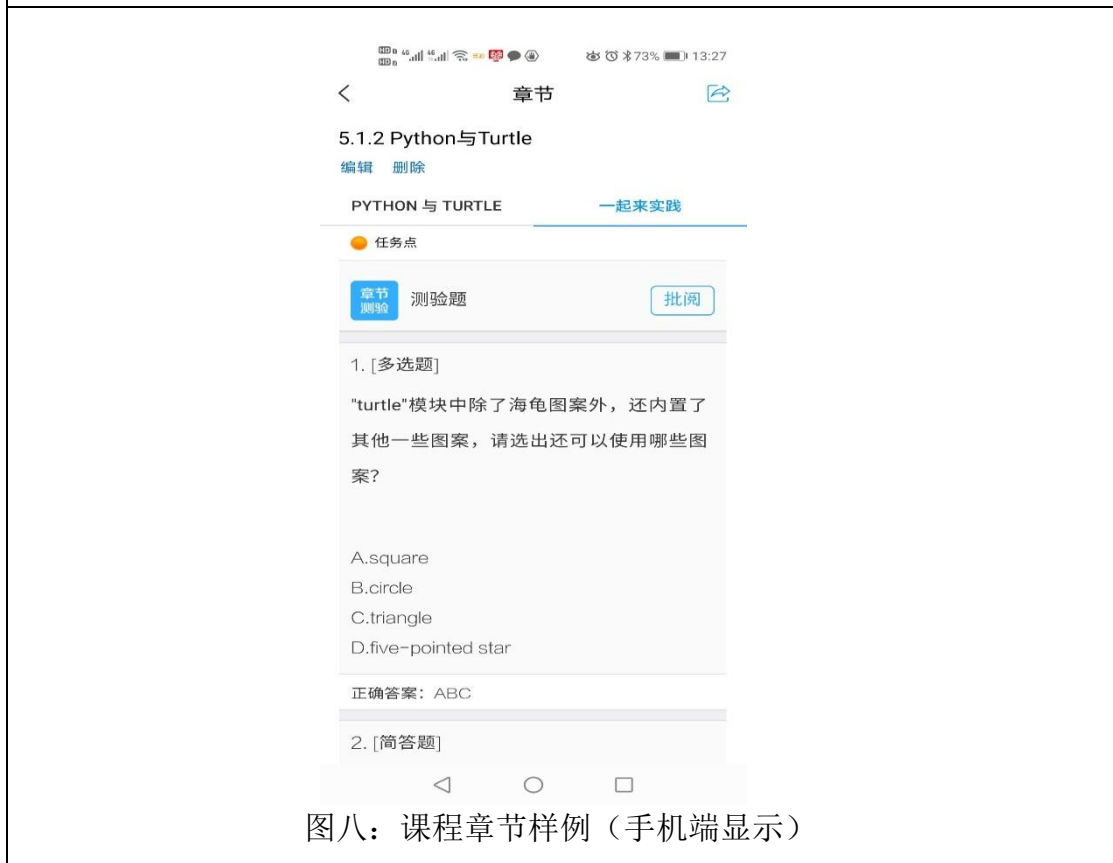 73% 13:27
章节
5.1.2 Python与Turtle
编辑 删除
PYTHON 与 TURTLE 一起来实践
任务点
章节
测验
测验题
批阅
1. [多选题]
"turtle"模块中除了海龟图案外，还内置了
其他一些图案，请选出还可以使用哪些图
案？
A.square
B.circle
C.triangle
D.five-pointed star
正确答案：ABC
2. [简答题]
图八：课程章节样例（手机端显示）